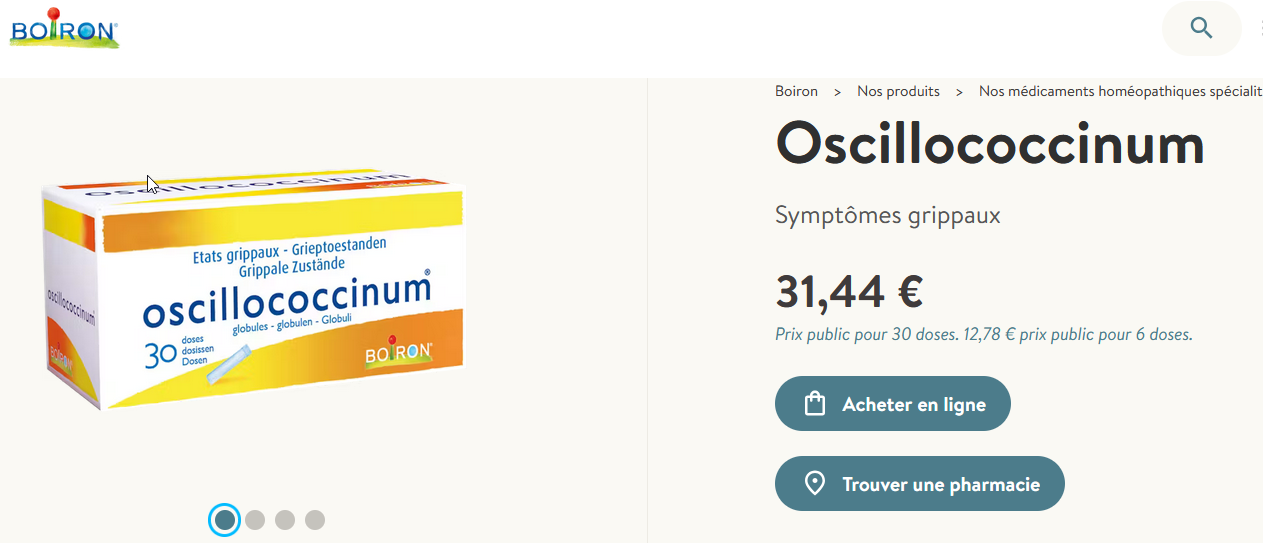 BOIRON®
Boiron > Nos produits > Nos médicaments homéopathiques spécialit
Oscillococcinum
Symptômes grippaux
31,44 €
Prix public pour 30 doses. 12,78 € prix public pour 6 doses.
Acheter en ligne
Trouver une pharmacie
oscillococcinum
Etats grippaux - Grieptoestanden
Grippale Zustände
oscillococcinum®
globules - globulen - Globuli
30 doses
dosissen
Dosen
BOIRON®
oscillococcinum
BOIRON